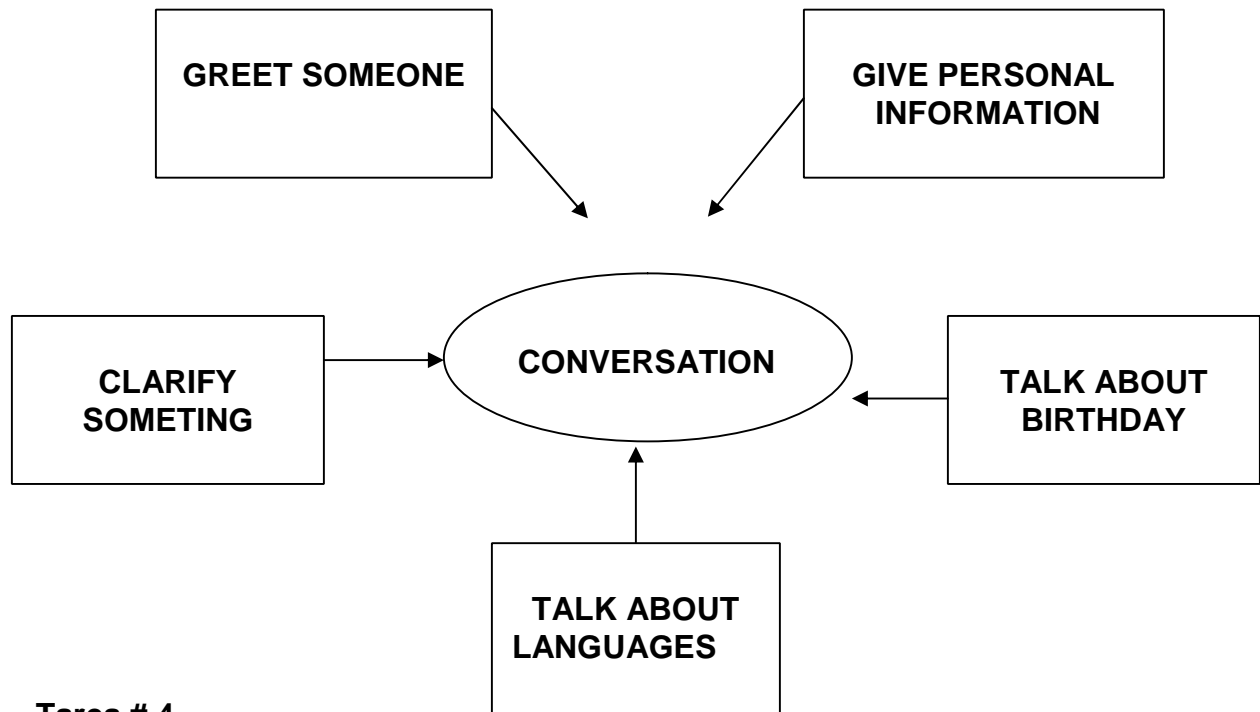 GREET SOMEONE
GIVE PERSONAL
INFORMATION
CLARIFY
SOMETING
CONVERSATION
TALK ABOUT
BIRTHDAY
TALK ABOUT
LANGUAGES
Tarea # 4